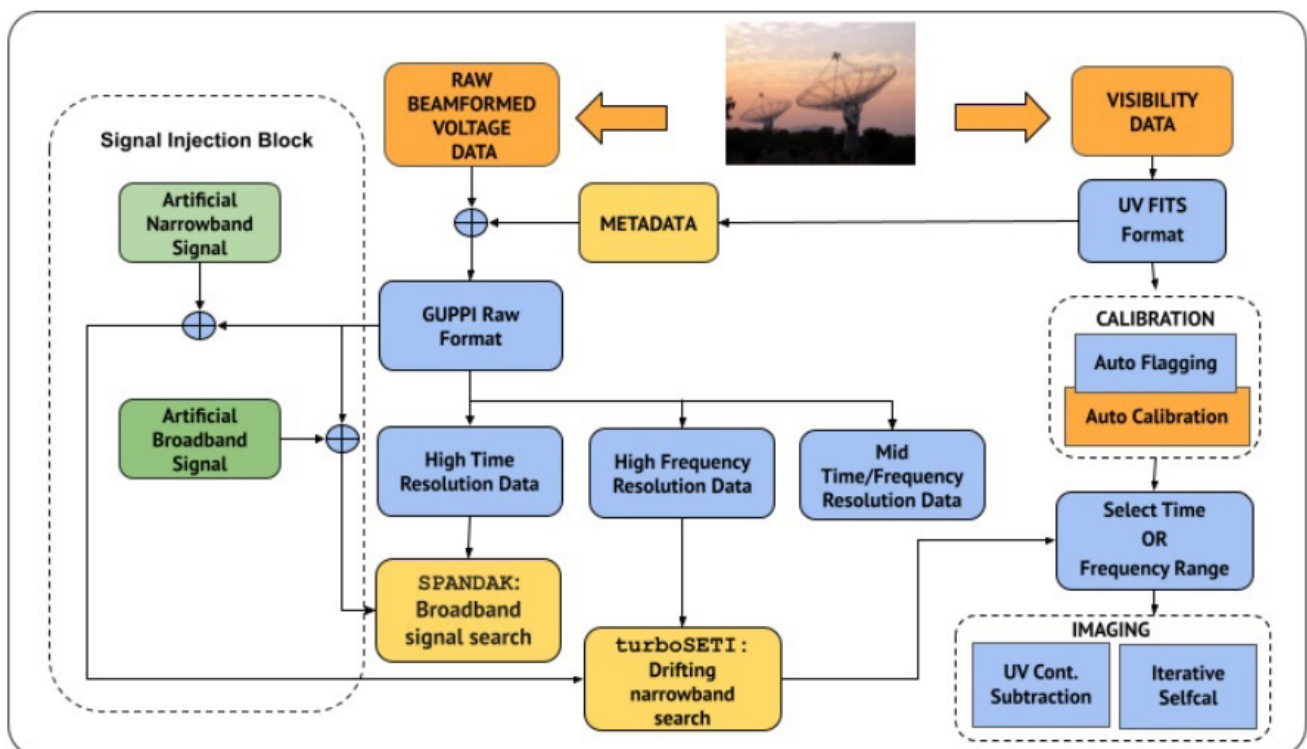 RAW
BEAMFORMED
VOLTAGE
DATA
VISIBILITY
DATA
Signal Injection Block
Artificial
Narrowband
Signal
METADATA
UV FITS
Format
GUPPI Raw
Format
CALIBRATION
Auto Flagging
Auto Calibration
Artificial
Broadband
Signal
High Time
Resolution Data
High Frequency
Resolution Data
Mid
Time/Frequency
Resolution Data
Select Time
OR
Frequency Range
SPANDAK:
Broadband
signal search
turboSETI:
Drifting
narrowband
search
IMAGING
UV Cont.
Subtraction
Iterative
Selfcal